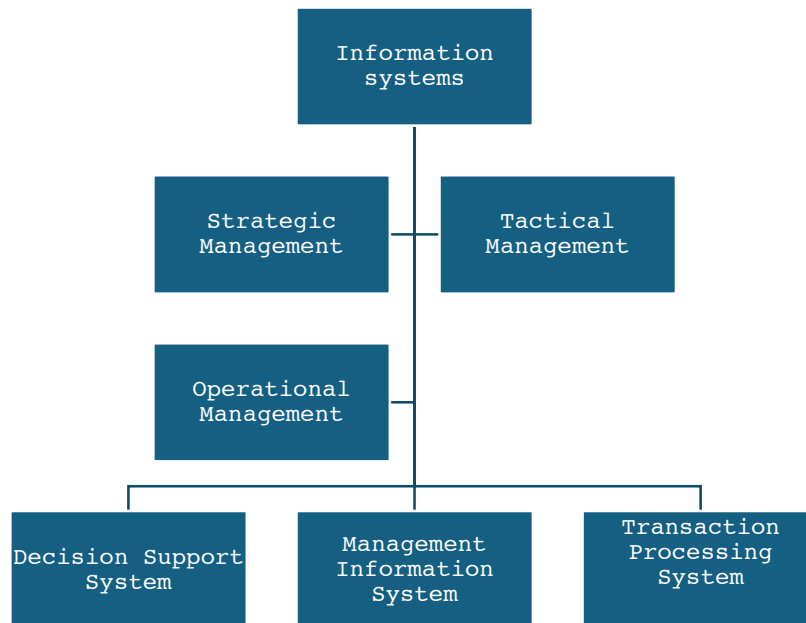 Information
systems
Strategic
Management
Tactical
Management
Operational
Management
Decision Support
System
Management
Information
System
Transaction
Processing
System